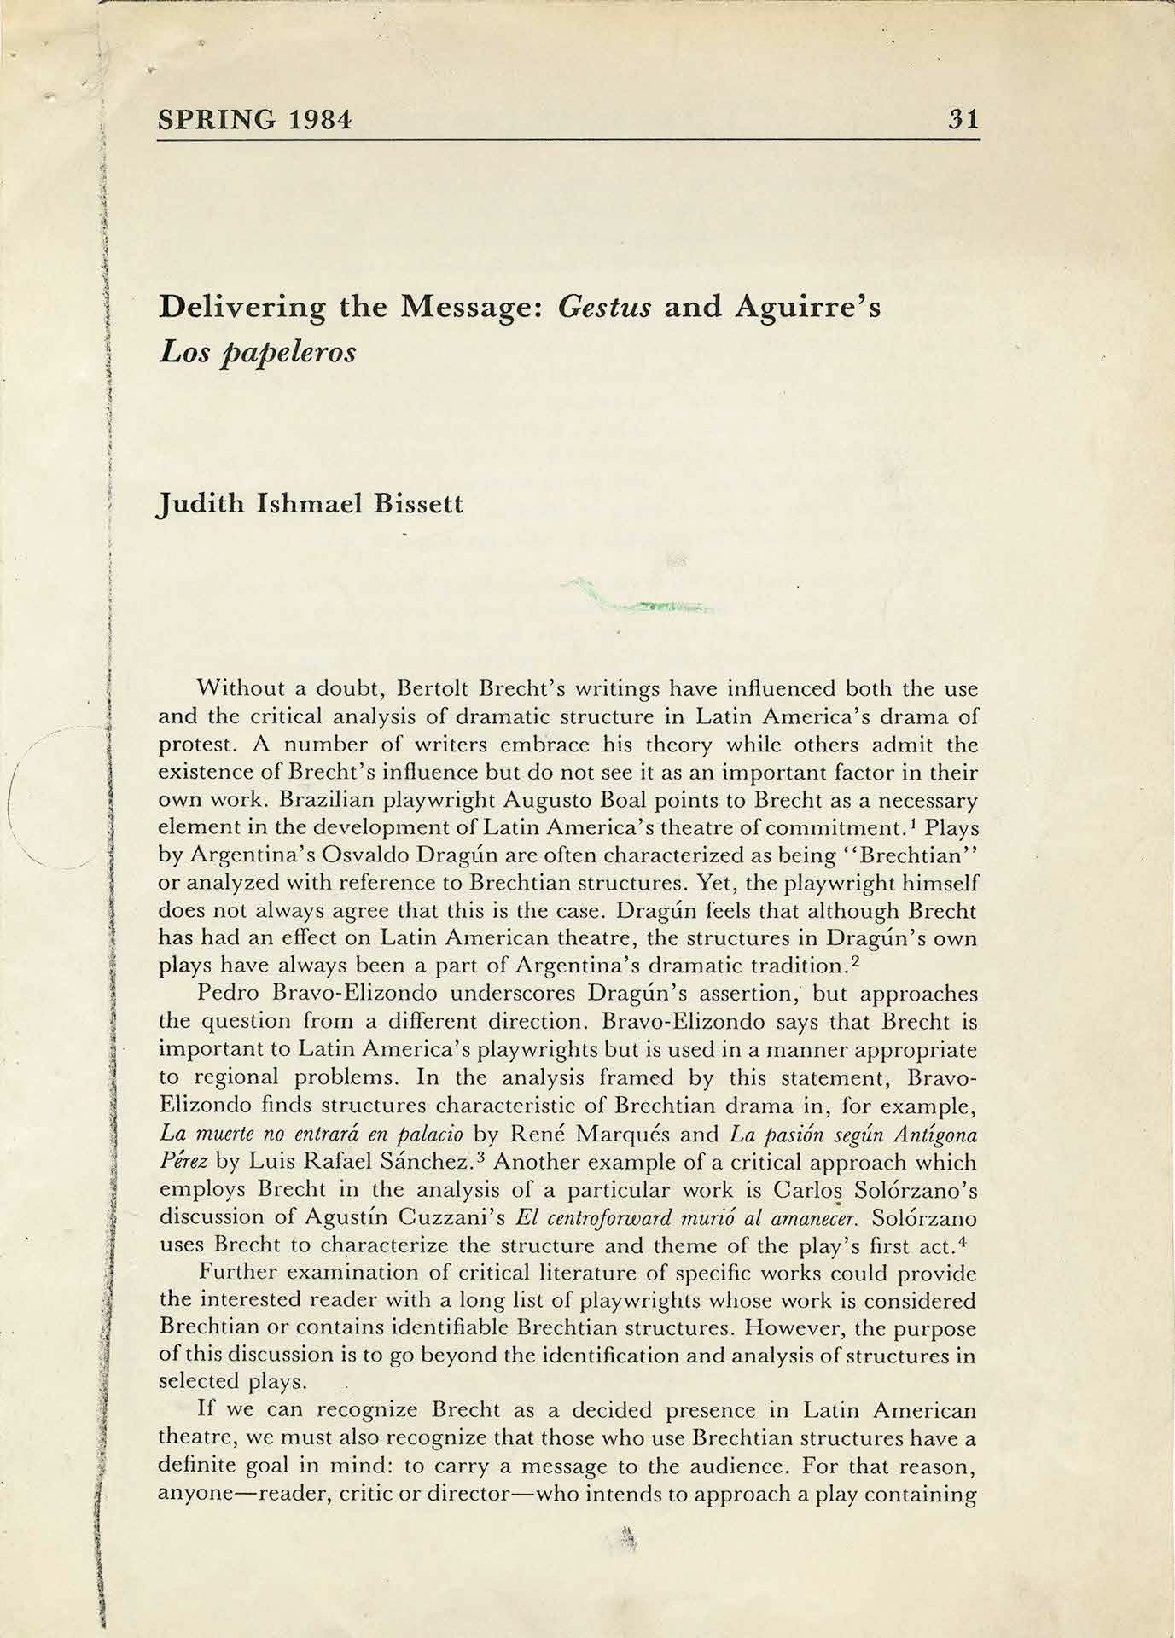 SPRING 1984 31
Delivering the Message: Gestus and Aguirre's
Los papeleros
Judith Ishmael Bissett
Without a doubt, Bertolt Brecht's writings have influenced both the use
and the critical analysis of dramatic structure in Latin America's drama of
protest. A number of writers embrace his theory while others admit the
existence of Brecht's influence but do not see it as an important factor in their
own work. Brazilian playwright Augusto Boal points to Brecht as a necessary
element in the development of Latin America's theatre of commitment.¹ Plays
by Argentina's Osvaldo Dragún are often characterized as being "Brechtian"
or analyzed with reference to Brechtian structures. Yet, the playwright himself
does not always agree that this is the case. Dragún feels that although Brecht
has had an effect on Latin American theatre, the structures in Dragún's own
plays have always been a part of Argentina's dramatic tradition.²
Pedro Bravo-Elizondo underscores Dragún's assertion, but approaches
the question from a different direction. Bravo-Elizondo says that Brecht is
important to Latin America's playwrights but is used in a manner appropriate
to regional problems. In the analysis framed by this statement, Bravo-
Elizondo finds structures characteristic of Brechtian drama in, for example,
La muerte no entrará en palacio by René Marqués and La pasión según Antígona
Pérez by Luis Rafael Sánchez.³ Another example of a critical approach which
employs Brecht in the analysis of a particular work is Carlos Solórzano's
discussion of Agustín Cuzzani's El centroforward murió al amanecer. Solórzano
uses Brecht to characterize the structure and theme of the play's first act.⁴
Further examination of critical literature of specific works could provide
the interested reader with a long list of playwrights whose work is considered
Brechtian or contains identifiable Brechtian structures. However, the purpose
of this discussion is to go beyond the identification and analysis of structures in
selected plays.
If we can recognize Brecht as a decided presence in Latin American
theatre, we must also recognize that those who use Brechtian structures have a
definite goal in mind: to carry a message to the audience. For that reason,
anyone—reader, critic or director—who intends to approach a play containing